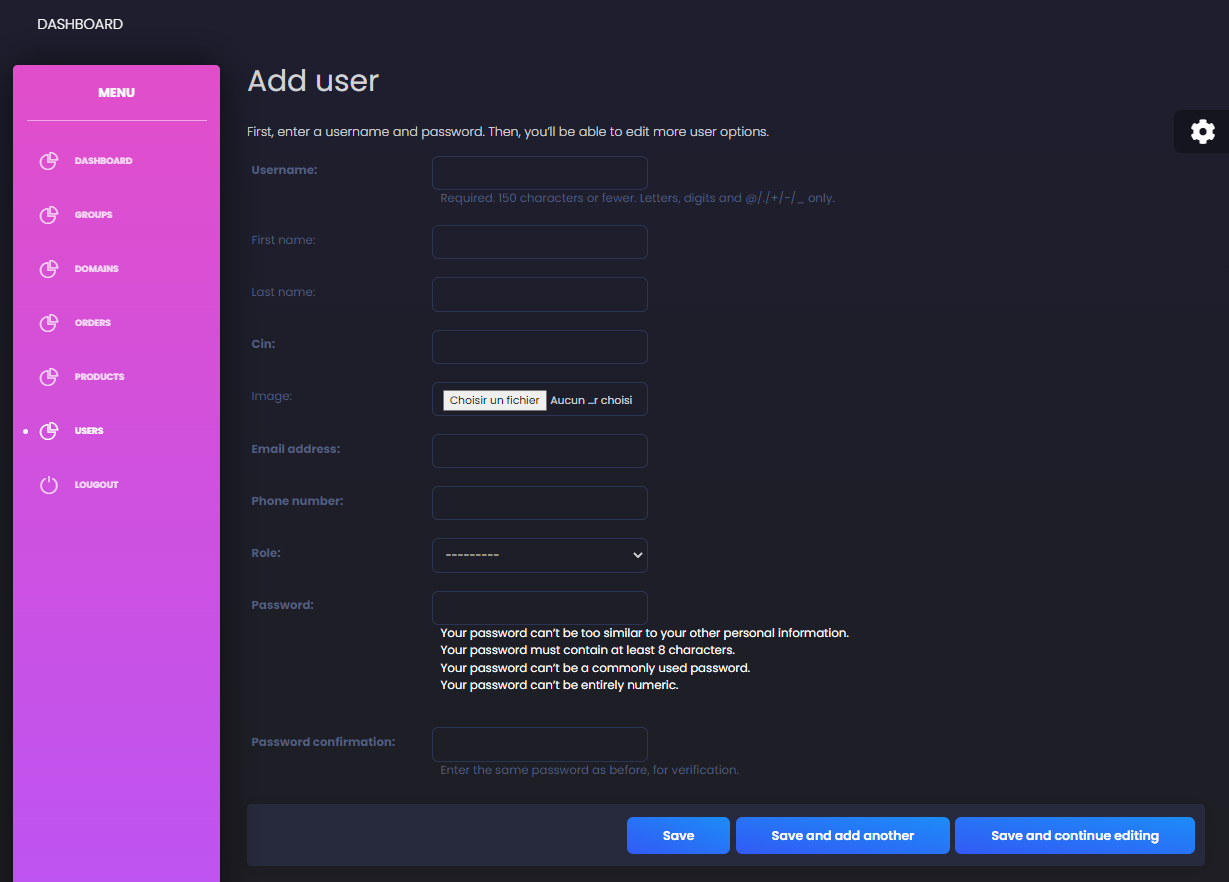 DASHBOARD
MENU
DASHBOARD
GROUPS
DOMAINS
ORDERS
PRODUCTS
USERS
LOUGOUT
Add user
First, enter a username and password. Then, you'll be able to edit more user options.
Username:
Required. 150 characters or fewer. Letters, digits and @/./+/-/_ only.
First name:
Last name:
Cin:
Image:
Choisir un fichier Aucun ...r choisi
Email address:
Phone number:
Role:
---------
Password:
Your password can't be too similar to your other personal information.
Your password must contain at least 8 characters.
Your password can't be a commonly used password.
Your password can't be entirely numeric.
Password confirmation:
Enter the same password as before, for verification.
Save
Save and add another
Save and continue editing